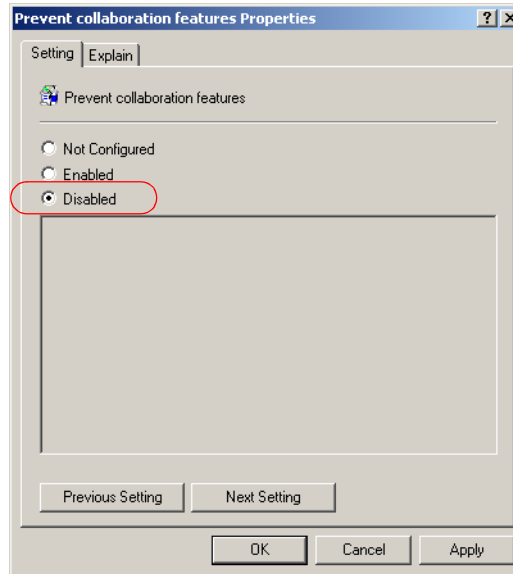 Prevent collaboration features Properties
Setting Explain
Prevent collaboration features
Not Configured
Enabled
Disabled
Previous Setting Next Setting
OK Cancel Apply